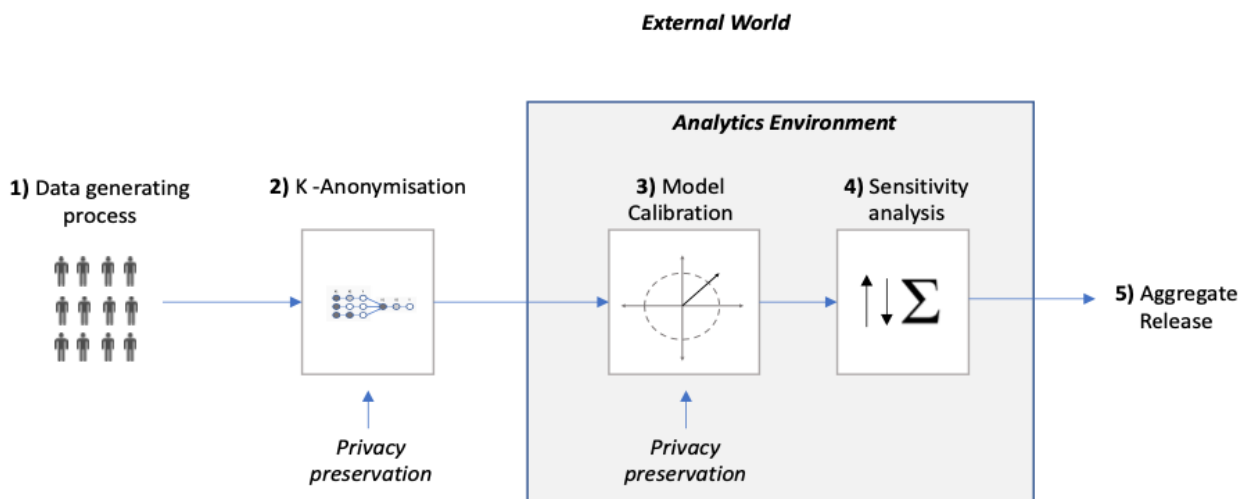 External World
Analytics Environment
1) Data generating
process
2) K -Anonymisation
3) Model
Calibration
4) Sensitivity
analysis
Σ
5) Aggregate
Release
Privacy
preservation
Privacy
preservation